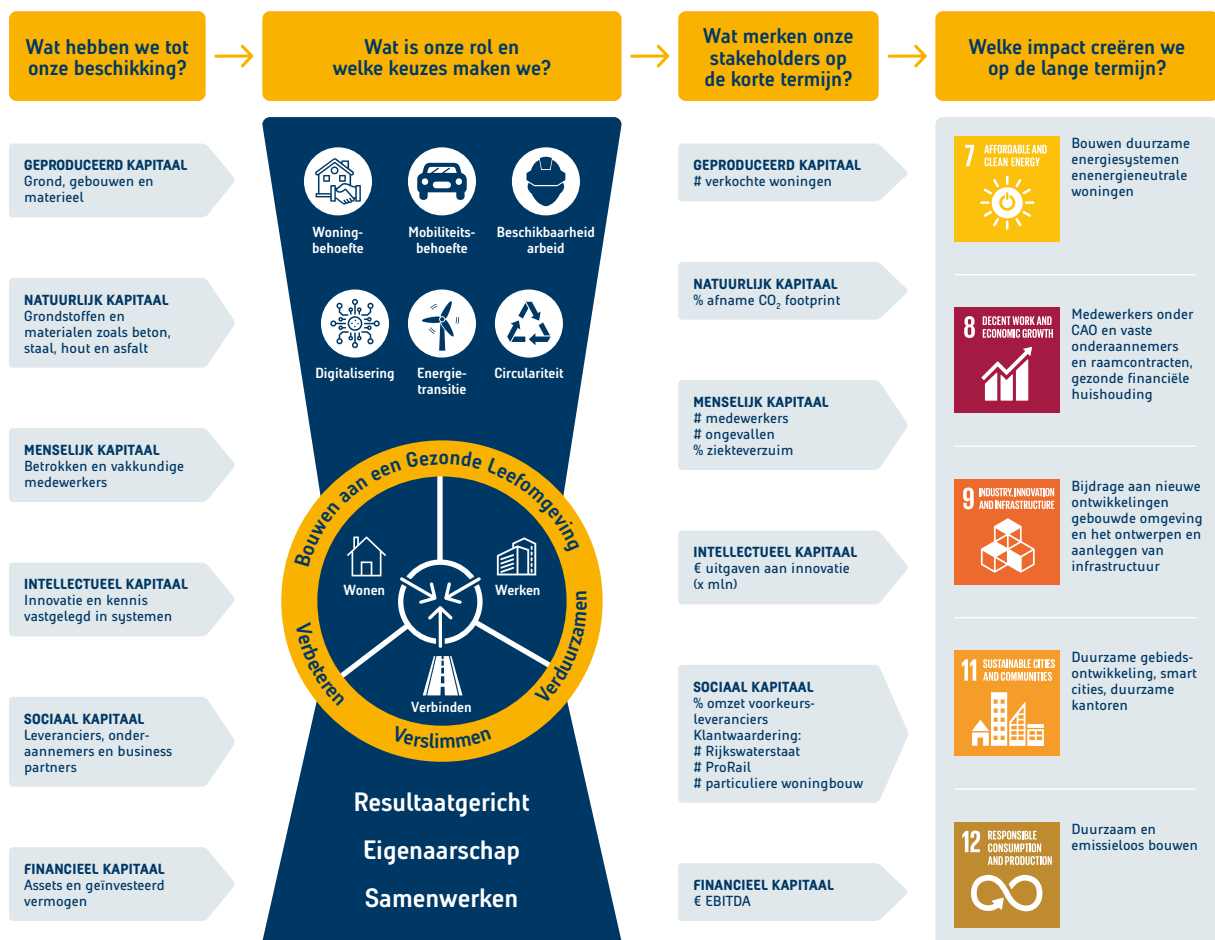 Wat hebben we tot
onze beschikking?
Wat is onze rol en
welke keuzes maken we?
Wat merken onze
stakeholders op
de korte termijn?
Welke impact creëren we
op de lange termijn?
GEPRODUCEERD KAPITAAL
Grond, gebouwen en
materieel
NATUURLIJK KAPITAAL
Grondstoffen en
materialen zoals beton,
staal, hout en asfalt
MENSELIJK KAPITAAL
Betrokken en vakkundige
medewerkers
INTELLECTUEEL KAPITAAL
Innovatie en kennis
vastgelegd in systemen
SOCIAAL KAPITAAL
Leveranciers, onder-
aannemers en business
partners
FINANCIEEL KAPITAAL
Assets en geïnvesteerd
vermogen
Woning-
behoefte
Mobiliteits-
behoefte
Beschikbaarheid
arbeid
Digitalisering
Energie-
transitie
Circulariteit
Bouwen aan een Gezonde Leefomgeving
Wonen
Werken
Verbinden
Verbeteren
Verslimmen
Verduurzamen
Resultaatgericht
Eigenaarschap
Samenwerken
GEPRODUCEERD KAPITAAL
# verkochte woningen
NATUURLIJK KAPITAAL
% afname CO₂ footprint
MENSELIJK KAPITAAL
# medewerkers
# ongevallen
% ziekteverzuim
INTELLECTUEEL KAPITAAL
€ uitgaven aan innovatie
(x mln)
SOCIAAL KAPITAAL
% omzet voorkeurs-
leveranciers
Klantwaardering:
# Rijkswaterstaat
# ProRail
# particuliere woningbouw
FINANCIEEL KAPITAAL
€ EBITDA
7 AFFORDABLE AND
CLEAN ENERGY
Bouwen duurzame
energiesystemen
enenergieneutrale
woningen
8 DECENT WORK AND
ECONOMIC GROWTH
Medewerkers onder
CAO en vaste
onderaannemers
en raamcontracten,
gezonde financiële
huishouding
9 INDUSTRY, INNOVATION
AND INFRASTRUCTURE
Bijdrage aan nieuwe
ontwikkelingen
gebouwde omgeving
en het ontwerpen en
aanleggen van
infrastructuur
11 SUSTAINABLE CITIES
AND COMMUNITIES
Duurzame gebieds-
ontwikkeling, smart
cities, duurzame
kantoren
12 RESPONSIBLE
CONSUMPTION
AND PRODUCTION
Duurzaam en
emissieloos bouwen